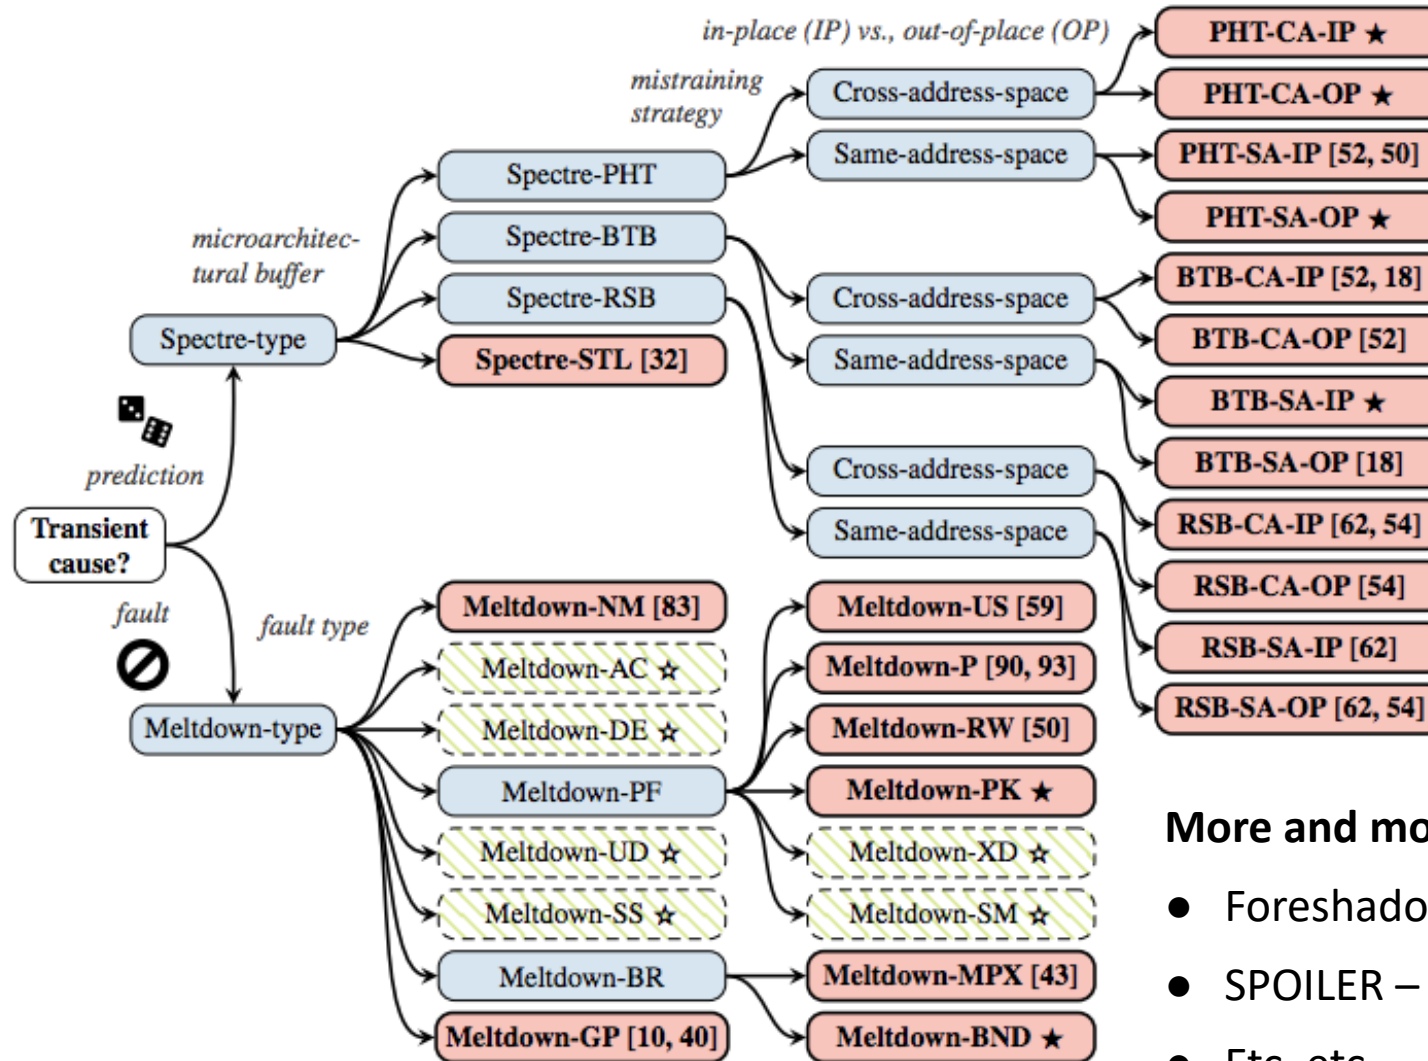 in-place (IP) vs., out-of-place (OP)
PHT-CA-IP ★
mistraining
strategy
Cross-address-space
PHT-CA-OP ★
Same-address-space
PHT-SA-IP [52, 50]
Spectre-PHT
PHT-SA-OP ★
microarchitec-
tural buffer
Spectre-BTB
BTB-CA-IP [52, 18]
Spectre-RSB
Cross-address-space
BTB-CA-OP [52]
Spectre-type
Spectre-STL [32]
Same-address-space
BTB-SA-IP ★
BTB-SA-OP [18]
prediction
Cross-address-space
RSB-CA-IP [62, 54]
Transient
cause?
Same-address-space
RSB-CA-OP [54]
fault
fault type
Meltdown-NM [83]
Meltdown-US [59]
RSB-SA-IP [62]
Meltdown-AC ☆
Meltdown-P [90, 93]
RSB-SA-OP [62, 54]
Meltdown-type
Meltdown-DE ☆
Meltdown-RW [50]
Meltdown-PF
Meltdown-PK ★
Meltdown-UD ☆
Meltdown-XD ☆
Meltdown-SS ☆
Meltdown-SM ☆
Meltdown-BR
Meltdown-MPX [43]
Meltdown-GP [10, 40]
Meltdown-BND ★
More and mo
● Foreshado
● SPOILER –